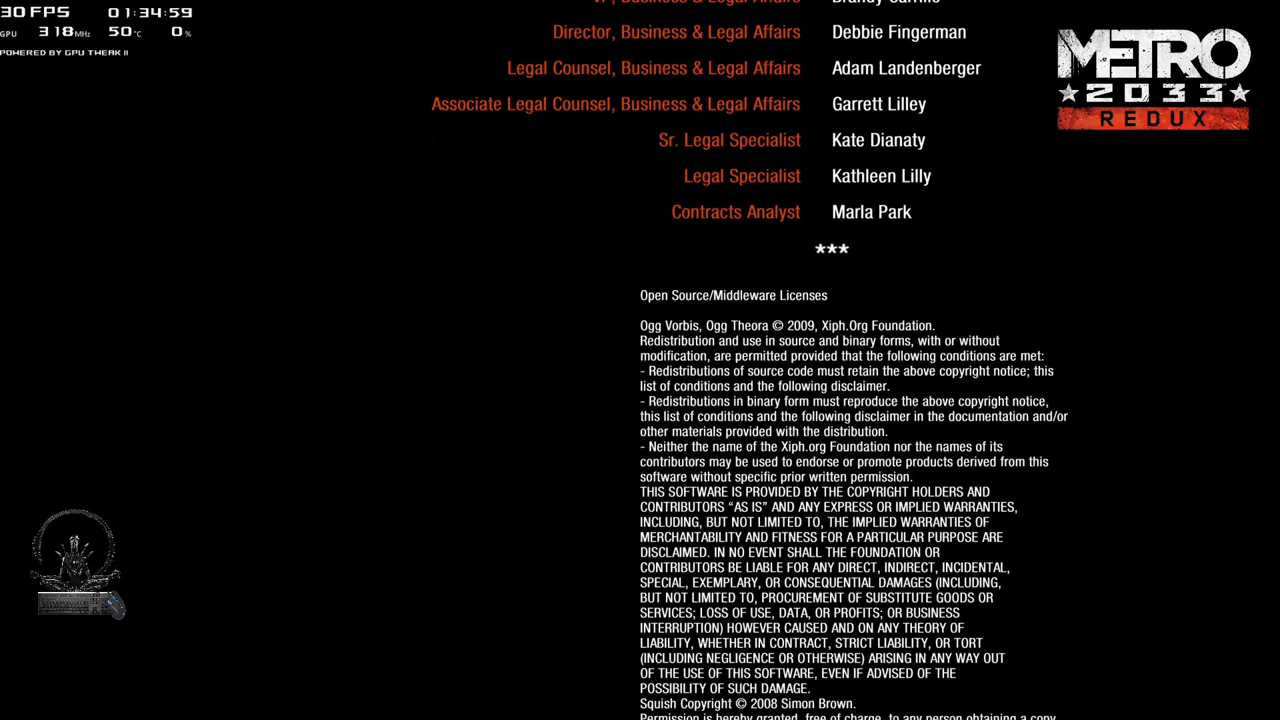 30 FPS 01:34:59
GPU 318MHz 50°C 0%
POWERED BY GPU TWEAK II
METRO
2033
REDUX
Director, Business & Legal Affairs Debbie Fingerman
Legal Counsel, Business & Legal Affairs Adam Landenberger
Associate Legal Counsel, Business & Legal Affairs Garrett Lilley
Sr. Legal Specialist Kate Dianaty
Legal Specialist Kathleen Lilly
Contracts Analyst Marla Park
***
Open Source/Middleware Licenses
Ogg Vorbis, Ogg Theora © 2009, Xiph.Org Foundation.
Redistribution and use in source and binary forms, with or without
modification, are permitted provided that the following conditions are met:
- Redistributions of source code must retain the above copyright notice; this
list of conditions and the following disclaimer.
- Redistributions in binary form must reproduce the above copyright notice,
this list of conditions and the following disclaimer in the documentation and/or
other materials provided with the distribution.
- Neither the name of the Xiph.org Foundation nor the names of its
contributors may be used to endorse or promote products derived from this
software without specific prior written permission.
THIS SOFTWARE IS PROVIDED BY THE COPYRIGHT HOLDERS AND
CONTRIBUTORS “AS IS” AND ANY EXPRESS OR IMPLIED WARRANTIES,
INCLUDING, BUT NOT LIMITED TO, THE IMPLIED WARRANTIES OF
MERCHANTABILITY AND FITNESS FOR A PARTICULAR PURPOSE ARE
DISCLAIMED. IN NO EVENT SHALL THE FOUNDATION OR
CONTRIBUTORS BE LIABLE FOR ANY DIRECT, INDIRECT, INCIDENTAL,
SPECIAL, EXEMPLARY, OR CONSEQUENTIAL DAMAGES (INCLUDING,
BUT NOT LIMITED TO, PROCUREMENT OF SUBSTITUTE GOODS OR
SERVICES; LOSS OF USE, DATA, OR PROFITS; OR BUSINESS
INTERRUPTION) HOWEVER CAUSED AND ON ANY THEORY OF
LIABILITY, WHETHER IN CONTRACT, STRICT LIABILITY, OR TORT
(INCLUDING NEGLIGENCE OR OTHERWISE) ARISING IN ANY WAY OUT
OF THE USE OF THIS SOFTWARE, EVEN IF ADVISED OF THE
POSSIBILITY OF SUCH DAMAGE.
Squish Copyright © 2008 Simon Brown.
Permission is hereby granted, free of charge, to any person obtaining a copy